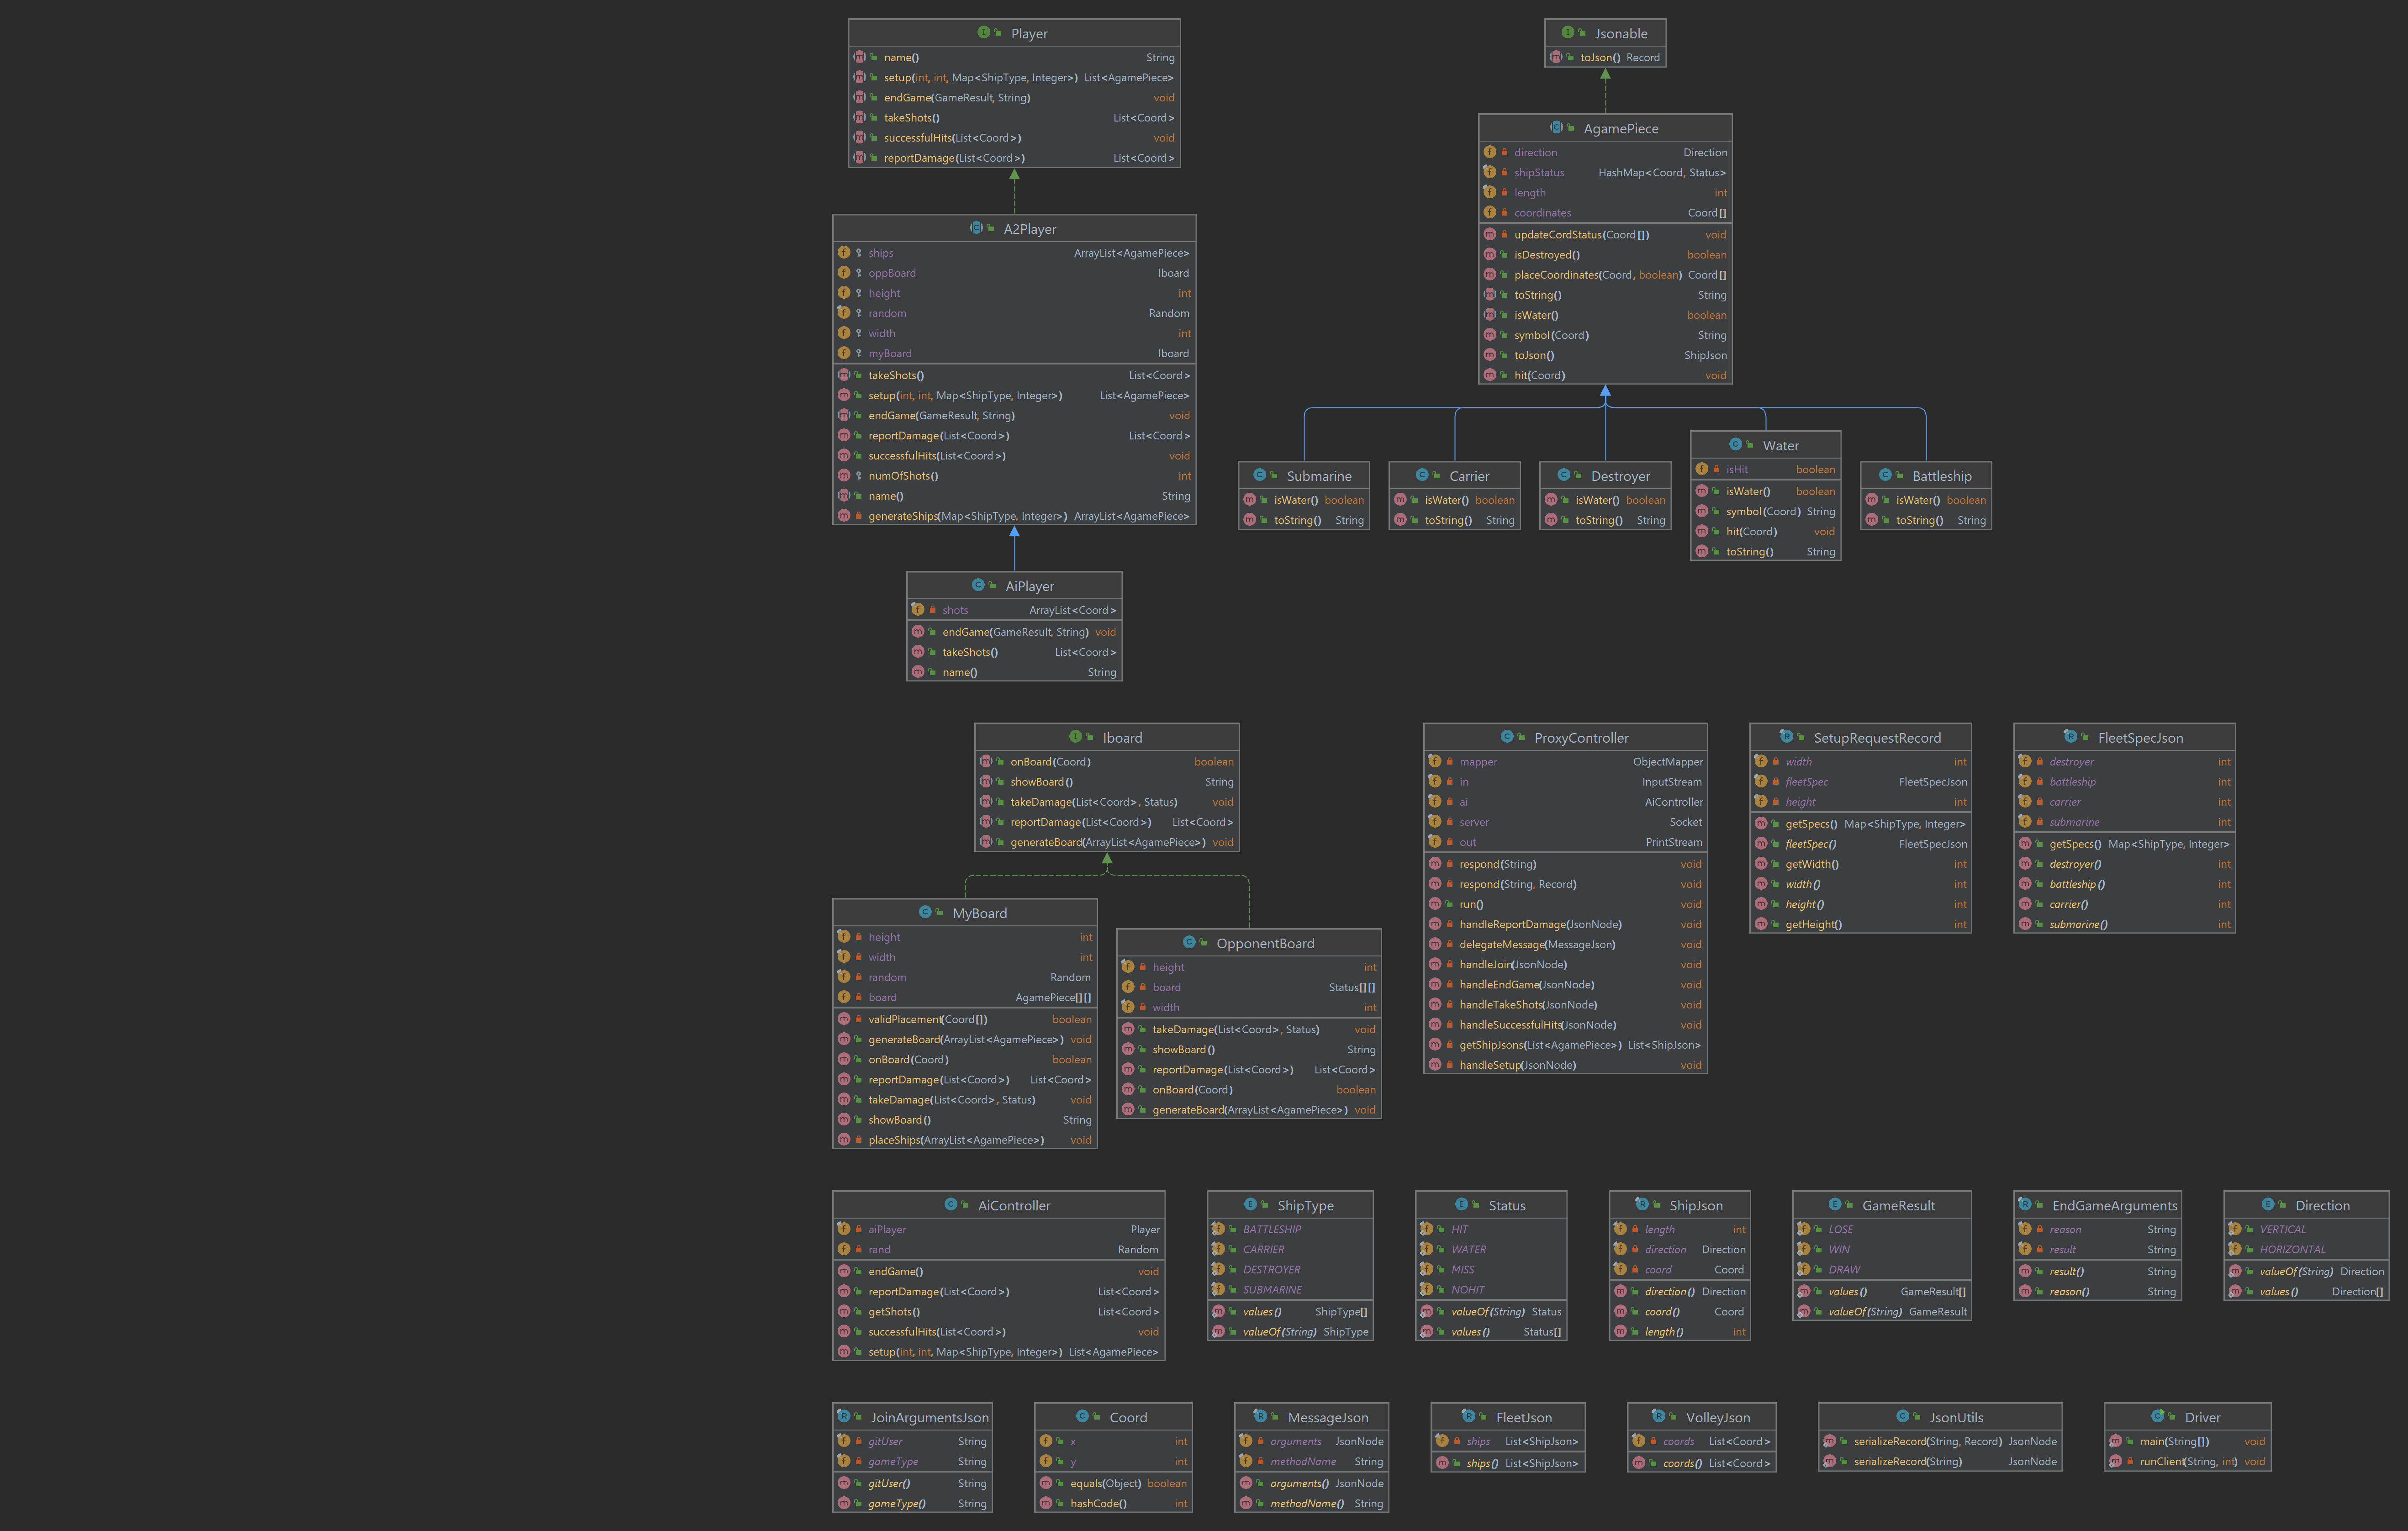 Player
name() String
setup(int, int, Map<ShipType, Integer>) List<AgamePiece>
endGame(GameResult, String) void
takeShots() List<Coord>
successfulHits(List<Coord>) void
reportDamage(List<Coord>) List<Coord>
Jsonable
toJson() Record
AgamePiece
direction Direction
shipStatus HashMap<Coord, Status>
length int
coordinates Coord[]
updateCordStatus(Coord[]) void
isDestroyed() boolean
placeCoordinates(Coord, boolean) Coord[]
toString() String
isWater() boolean
symbol(Coord) String
toJson() ShipJson
hit(Coord) void
A2Player
ships ArrayList<AgamePiece>
oppBoard Iboard
height int
random Random
width int
myBoard Iboard
takeShots() List<Coord>
setup(int, int, Map<ShipType, Integer>) List<AgamePiece>
endGame(GameResult, String) void
reportDamage(List<Coord>) List<Coord>
successfulHits(List<Coord>) void
numOfShots() int
name() String
generateShips(Map<ShipType, Integer>) ArrayList<AgamePiece>
Submarine
isWater() boolean
toString() String
Carrier
isWater() boolean
toString() String
Destroyer
isWater() boolean
toString() String
Water
isHit boolean
isWater() boolean
symbol(Coord) String
hit(Coord) void
toString() String
Battleship
isWater() boolean
toString() String
AiPlayer
shots ArrayList<Coord>
endGame(GameResult, String) void
takeShots() List<Coord>
name() String
Iboard
onBoard(Coord) boolean
showBoard() String
takeDamage(List<Coord>, Status) void
reportDamage(List<Coord>) List<Coord>
generateBoard(ArrayList<AgamePiece>) void
ProxyController
mapper ObjectMapper
in InputStream
ai AiController
server Socket
out PrintStream
respond(String) void
respond(String, Record) void
run() void
handleReportDamage(JsonNode) void
delegateMessage(MessageJson) void
handleJoin(JsonNode) void
handleEndGame(JsonNode) void
handleTakeShots(JsonNode) void
handleSuccessfulHits(JsonNode) void
getShipJsons(List<AgamePiece>) List<ShipJson>
handleSetup(JsonNode) void
SetupRequestRecord
width int
fleetSpec FleetSpecJson
height int
getSpecs() Map<ShipType, Integer>
fleetSpec() FleetSpecJson
getWidth() int
width() int
height() int
getHeight() int
FleetSpecJson
destroyer int
battleship int
carrier int
submarine int
getSpecs() Map<ShipType, Integer>
destroyer() int
battleship() int
carrier() int
submarine() int
MyBoard
height int
width int
random Random
board AgamePiece[][]
validPlacement(Coord[]) boolean
generateBoard(ArrayList<AgamePiece>) void
onBoard(Coord) boolean
reportDamage(List<Coord>) List<Coord>
takeDamage(List<Coord>, Status) void
showBoard() String
placeShips(ArrayList<AgamePiece>) void
OpponentBoard
height int
board Status[][]
width int
takeDamage(List<Coord>, Status) void
showBoard() String
reportDamage(List<Coord>) List<Coord>
onBoard(Coord) boolean
generateBoard(ArrayList<AgamePiece>) void
AiController
aiPlayer Player
rand Random
endGame() void
reportDamage(List<Coord>) List<Coord>
getShots() List<Coord>
successfulHits(List<Coord>) void
setup(int, int, Map<ShipType, Integer>) List<AgamePiece>
ShipType
BATTLESHIP
CARRIER
DESTROYER
SUBMARINE
values() ShipType[]
valueOf(String) ShipType
Status
HIT
WATER
MISS
NOHIT
valueOf(String) Status
values() Status[]
ShipJson
length int
direction Direction
coord Coord
direction() Direction
coord() Coord
length() int
GameResult
LOSE
WIN
DRAW
values() GameResult[]
valueOf(String) GameResult
EndGameArguments
reason String
result String
result() String
reason() String
Direction
VERTICAL
HORIZONTAL
valueOf(String) Direction
values() Direction[]
JoinArgumentsJson
gitUser String
gameType String
gitUser() String
gameType() String
Coord
x int
y int
equals(Object) boolean
hashCode() int
MessageJson
arguments JsonNode
methodName String
arguments() JsonNode
methodName() String
FleetJson
ships List<ShipJson>
ships() List<ShipJson>
VolleyJson
coords List<Coord>
coords() List<Coord>
JsonUtils
serializeRecord(String, Record) JsonNode
serializeRecord(String) JsonNode
Driver
main(String[]) void
runClient(String, int) void